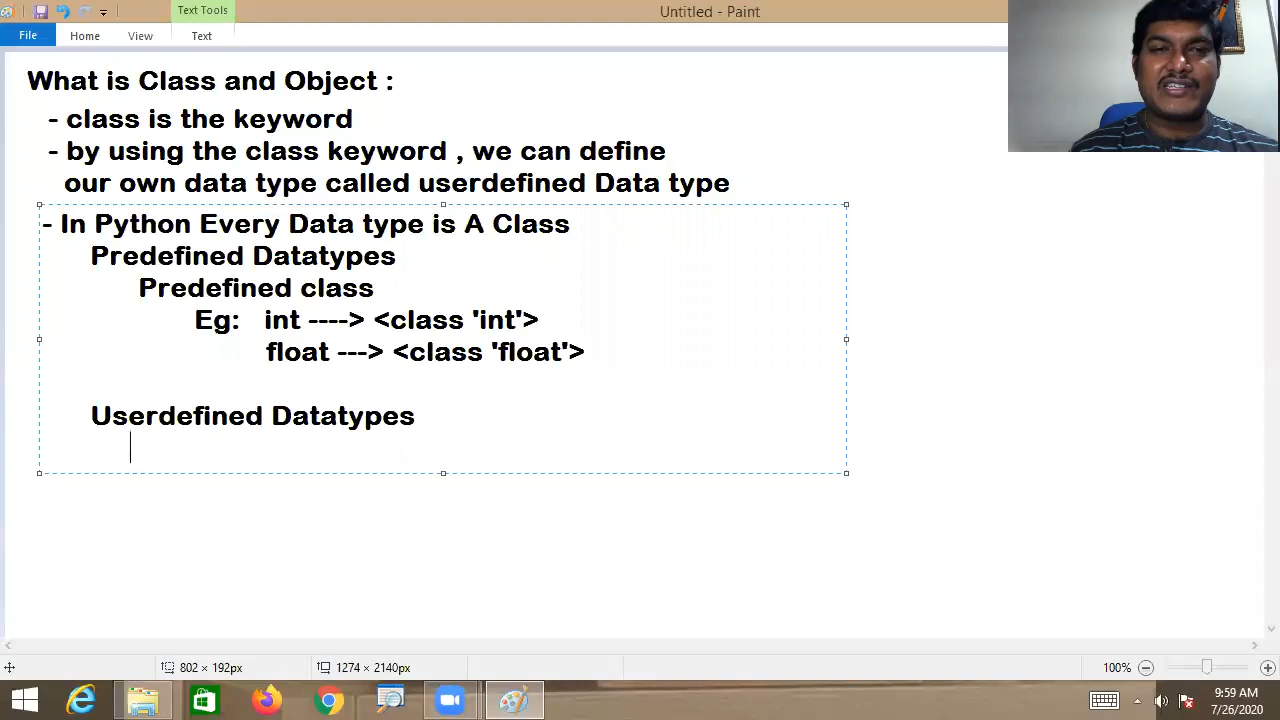 Text Tools
Untitled - Paint
File
Home
View
Text
What is Class and Object :
- class is the keyword
- by using the class keyword , we can define
our own data type called userdefined Data type
- In Python Every Data type is A Class
Predefined Datatypes
Predefined class
Eg: int ----> <class 'int'>
float ---> <class 'float'>
Userdefined Datatypes
802 × 192px
1274 × 2140px
100%
9:59 AM
7/26/2020